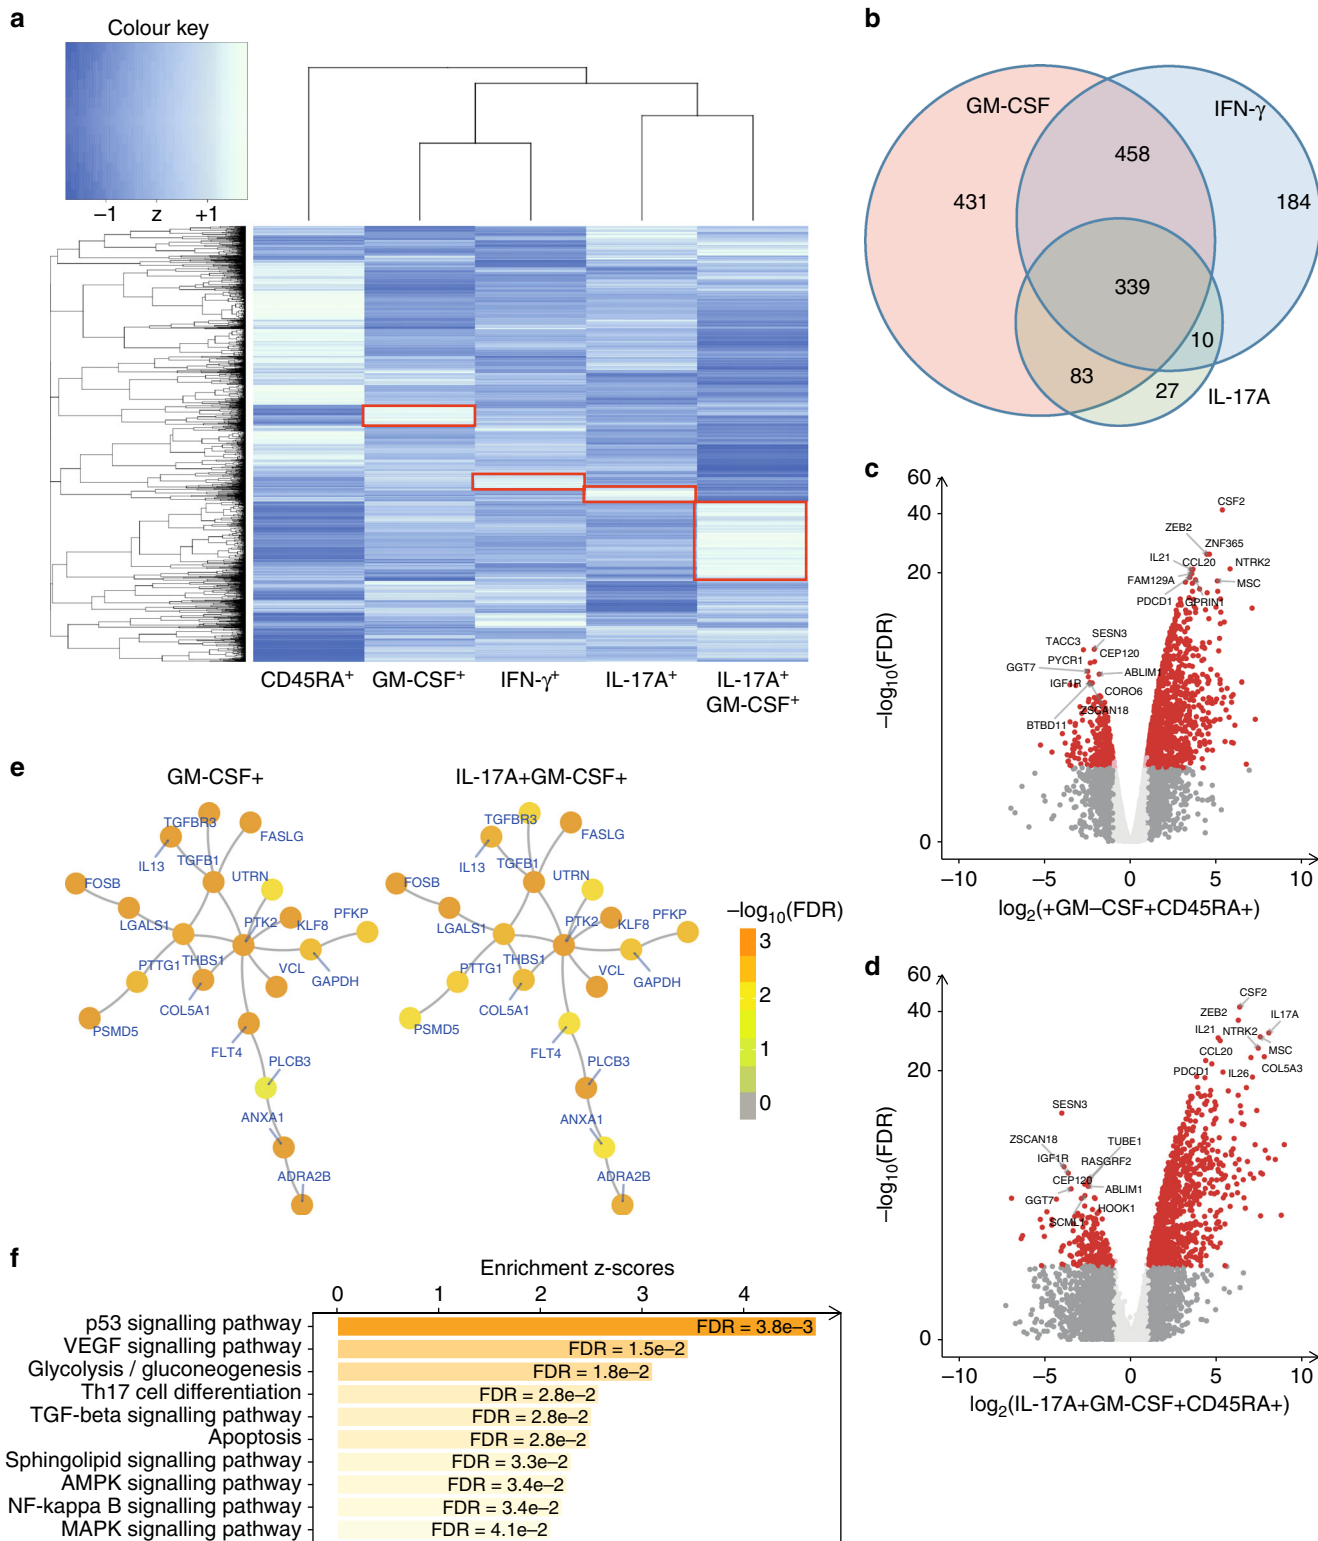 a
Colour key
−1 z +1
CD45RA+
GM-CSF+
IFN-γ+
IL-17A+
IL-17A+
GM-CSF+
b
GM-CSF
IFN-γ
458
431
184
339
10
83
27
IL-17A
c
60
40
20
0
−log10(FDR)
CSF2
ZEB2
ZNF365
IL21
CCL20
NTRK2
FAM129A
MSC
PDCD1
GPRIN1
TACC3
SESN3
PYCR1
CEP120
GGT7
ABLIM1
IGF1R
CORO6
ZSCAN18
BTBD11
−10 −5 0 5 10
log2(+GM–CSF+CD45RA+)
d
60
40
20
0
−log10(FDR)
CSF2
ZEB2
IL17A
IL21
NTRK2
CCL20
MSC
PDCD1
IL26
COL5A3
SESN3
ZSCAN18
TUBE1
IGF1R
RASGRF2
CEP120
GGT7
ABLIM1
SCML1
HOOK1
−10 −5 0 5 10
log2(IL-17A+GM-CSF+CD45RA+)
e
GM-CSF+
TGFBR3
FASLG
IL13
TGFB1
FOSB
UTRN
LGALS1
PTK2
KLF8
PFKP
PTTG1
THBS1
VCL
GAPDH
COL5A1
PSMD5
FLT4
PLCB3
ANXA1
ADRA2B
IL-17A+GM-CSF+
TGFBR3
FASLG
IL13
TGFB1
FOSB
UTRN
LGALS1
PTK2
KLF8
PFKP
PTTG1
THBS1
VCL
GAPDH
COL5A1
PSMD5
FLT4
PLCB3
ANXA1
ADRA2B
−log10(FDR)
3
2
1
0
f
Enrichment z-scores
0 1 2 3 4
p53 signalling pathway FDR = 3.8e–3
VEGF signalling pathway FDR = 1.5e–2
Glycolysis / gluconeogenesis FDR = 1.8e–2
Th17 cell differentiation FDR = 2.8e–2
TGF-beta signalling pathway FDR = 2.8e–2
Apoptosis FDR = 2.8e–2
Sphingolipid signalling pathway FDR = 3.3e–2
AMPK signalling pathway FDR = 3.4e–2
NF-kappa B signalling pathway FDR = 3.4e–2
MAPK signalling pathway FDR = 4.1e–2